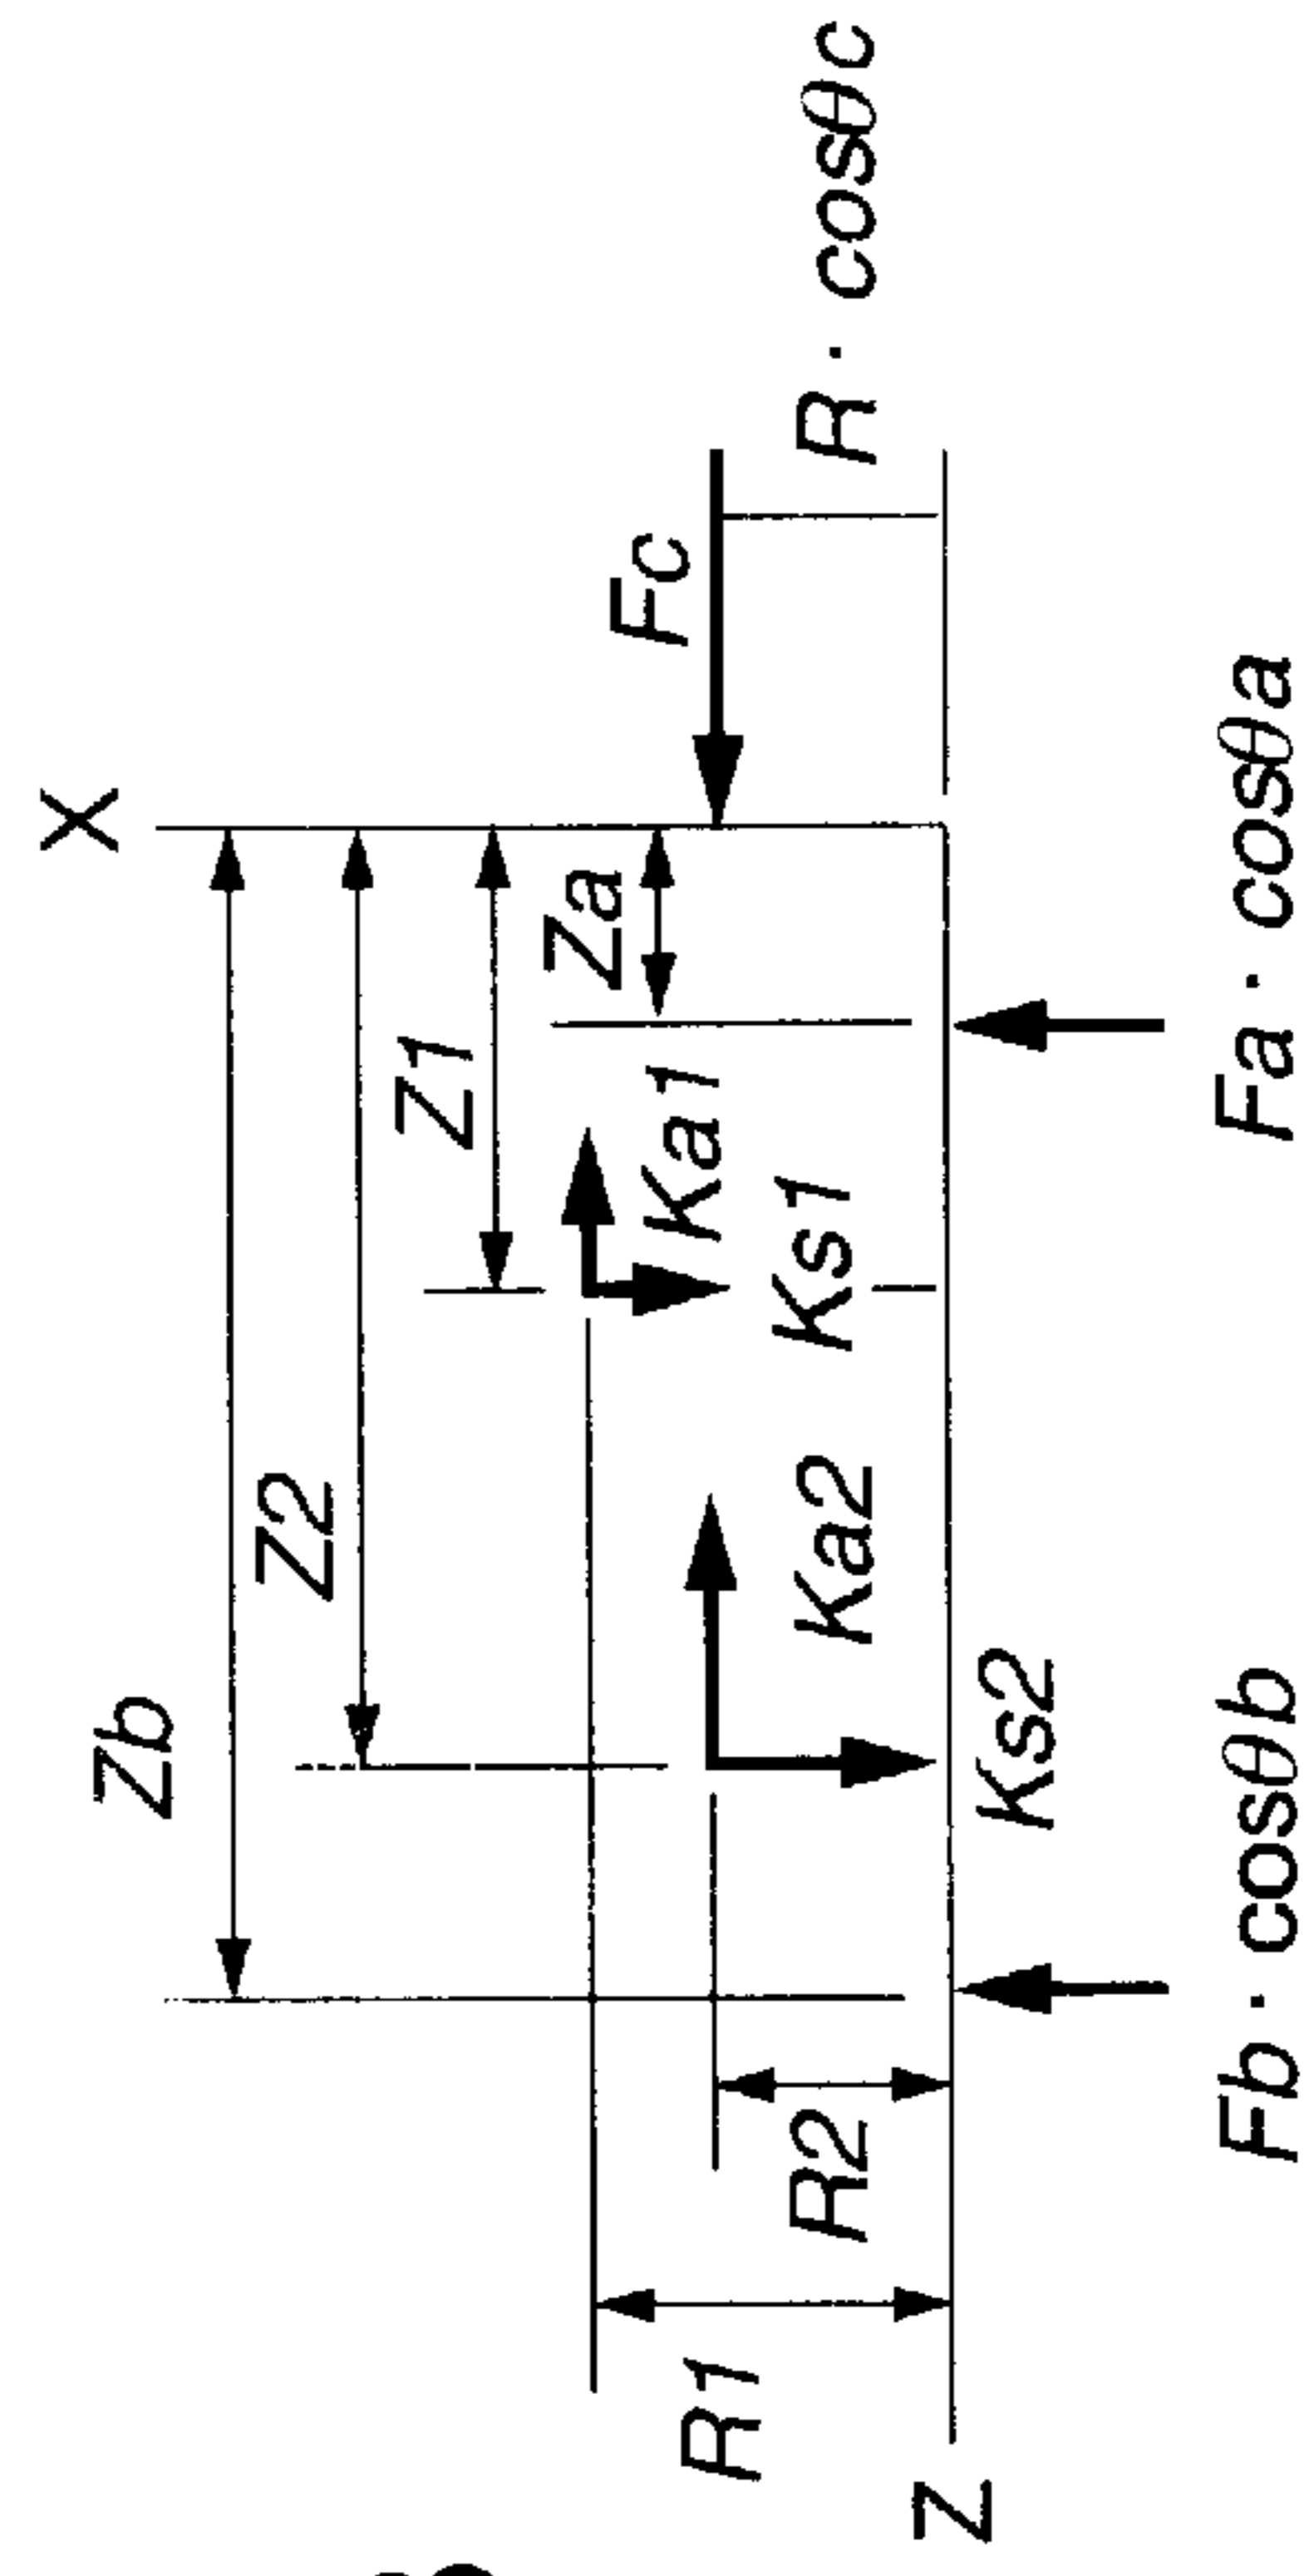 X
Zb
Z2
Z1
Za
Fc
R · cosθc
Ka1
Ks1
Ka2
Ks2
R1
R2
Z
Fb · cosθb
Fa · cosθa